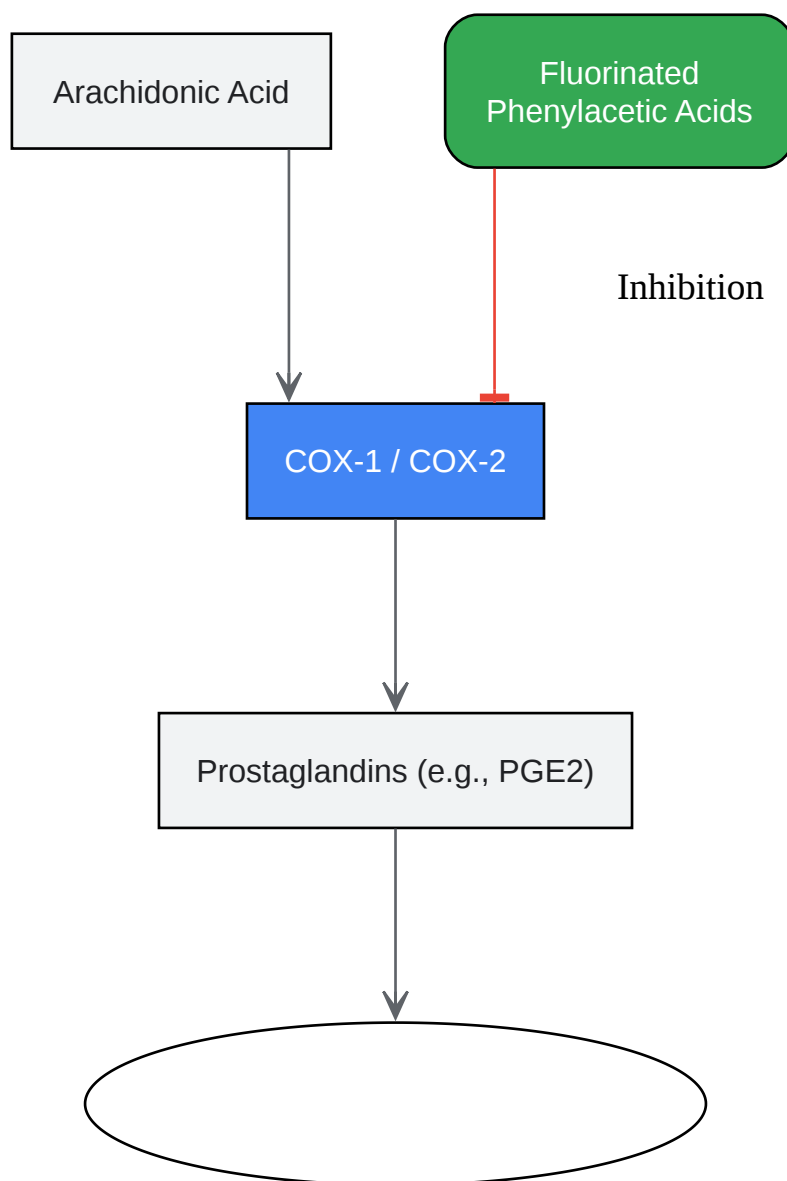 Arachidonic Acid
Fluorinated
Phenylacetic Acids
Inhibition
COX-1 / COX-2
Prostaglandins (e.g., PGE2)